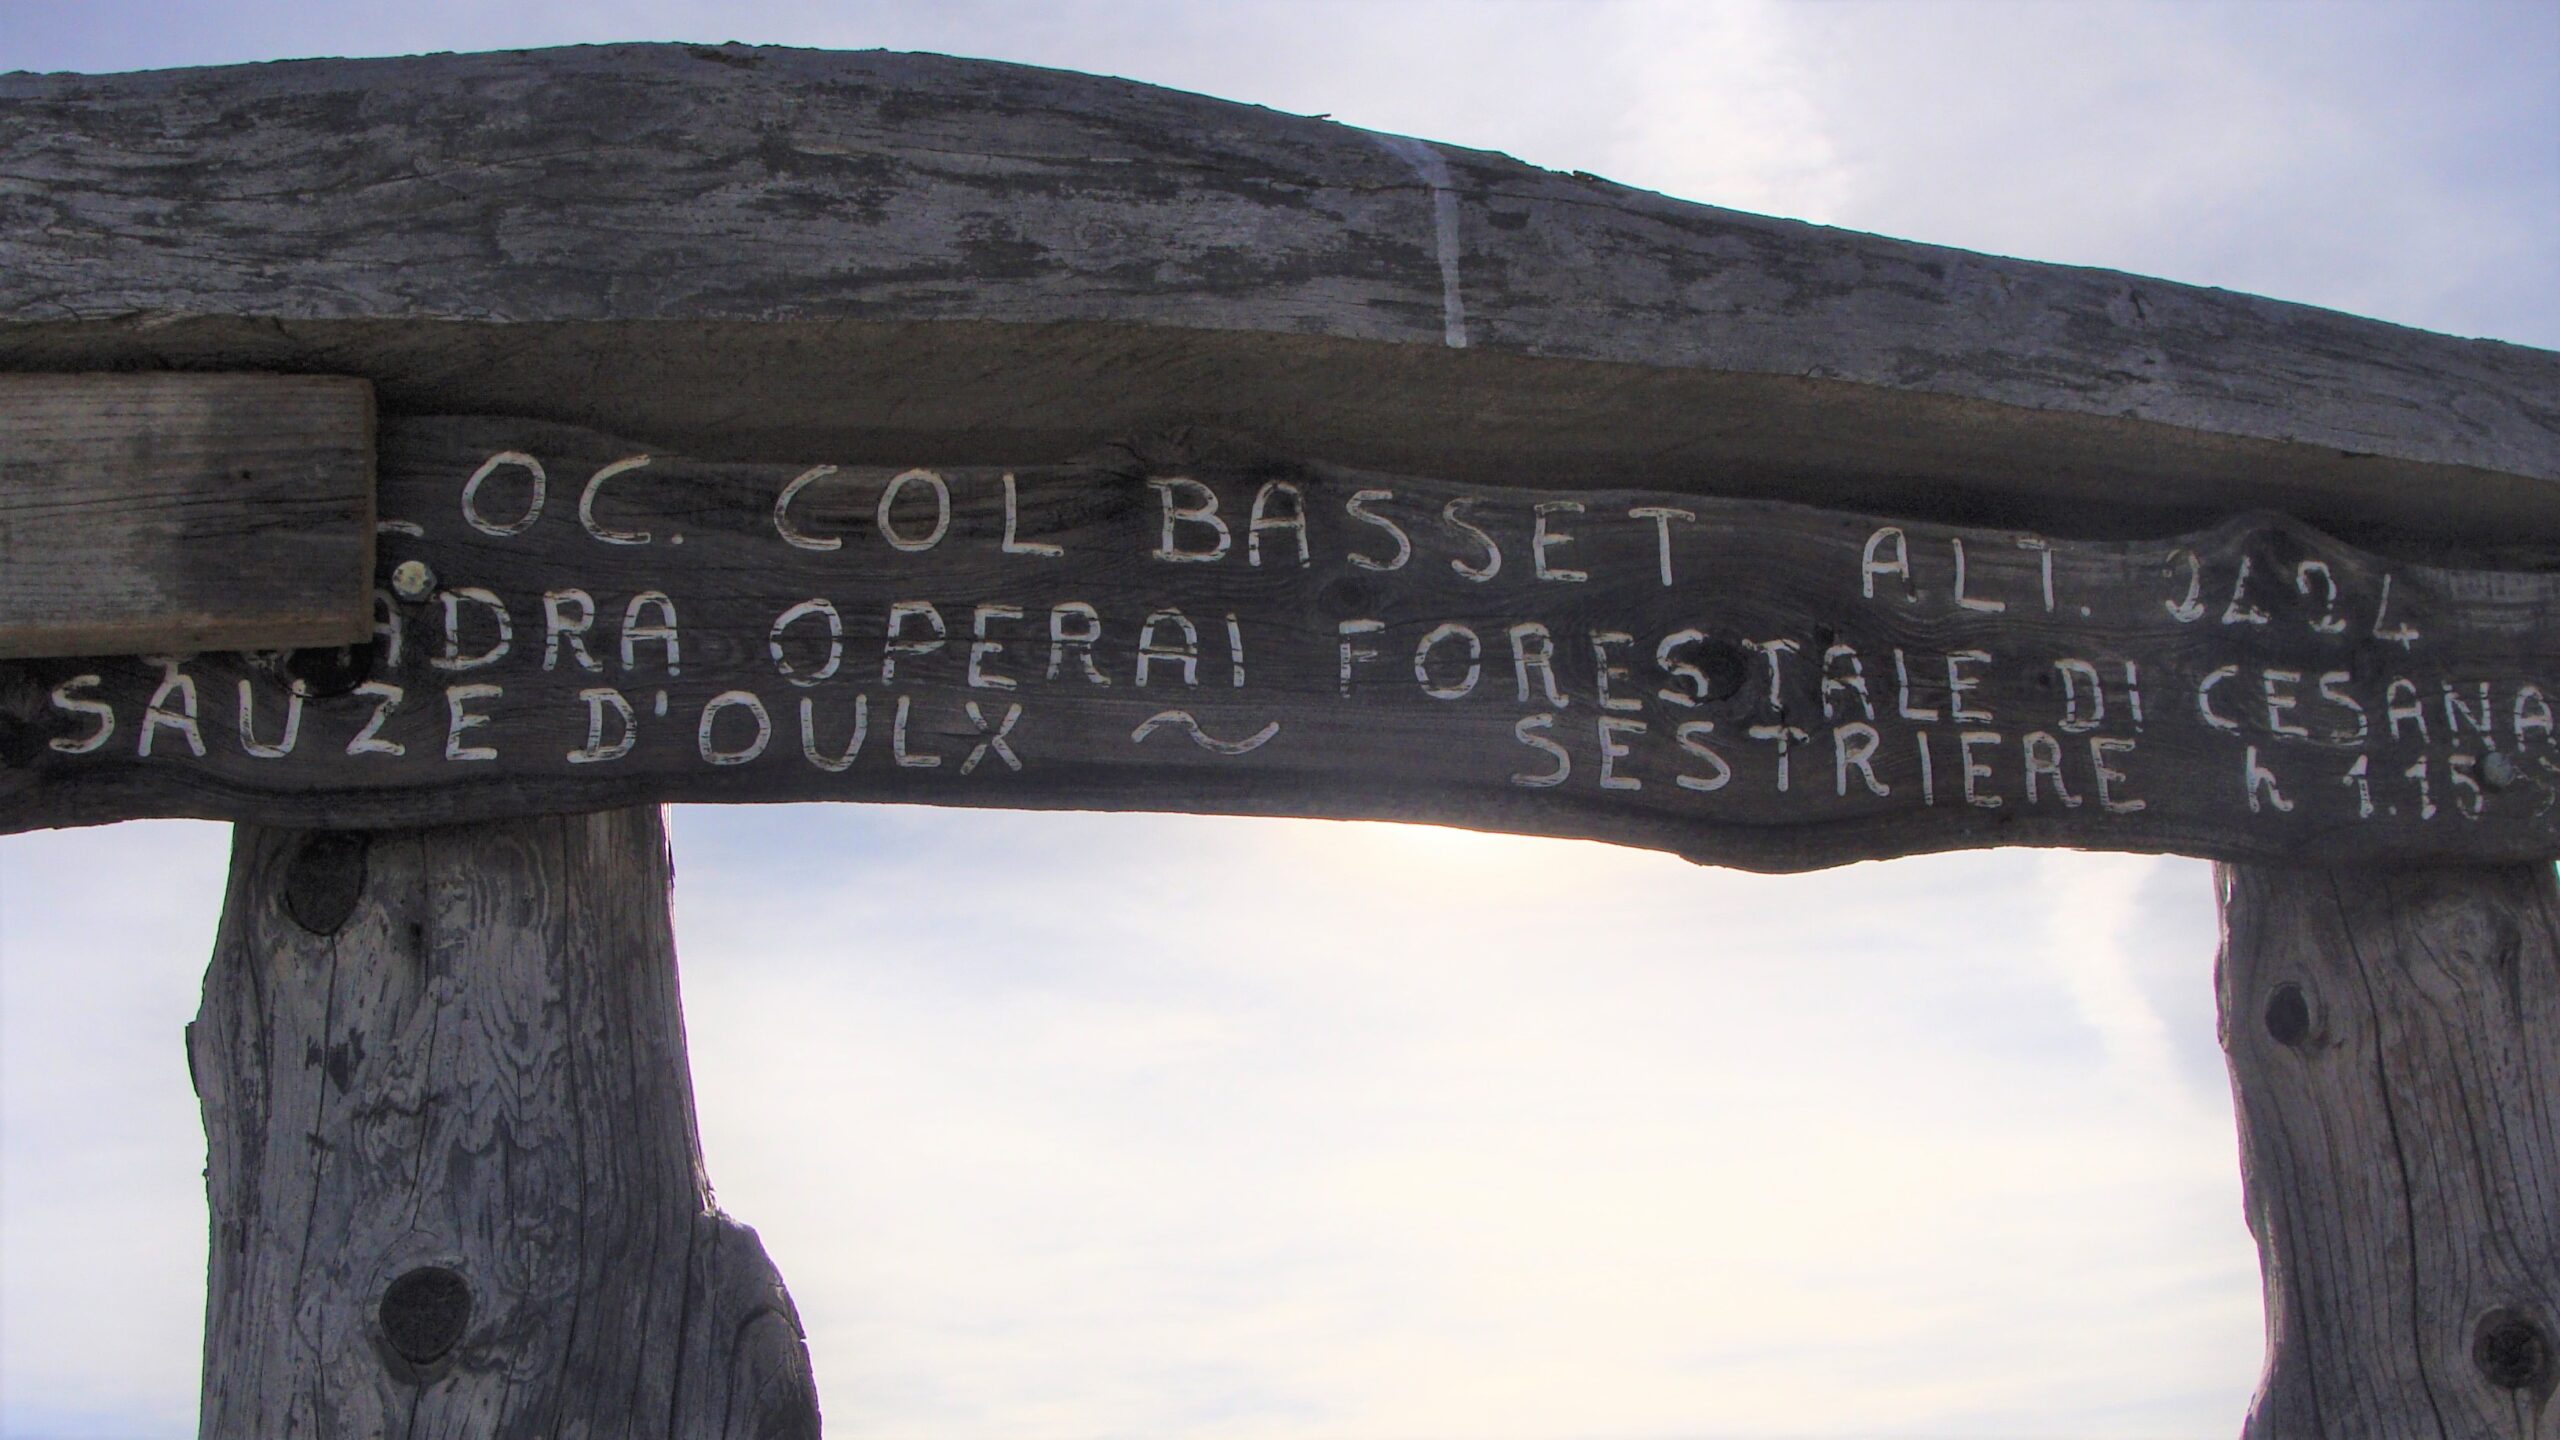 OC. COL BASSET ALT. 2424
ADRA OPERAI FORESTALE DI CESANA
SAUZE D'OULX ~ SESTRIERE h 1.15